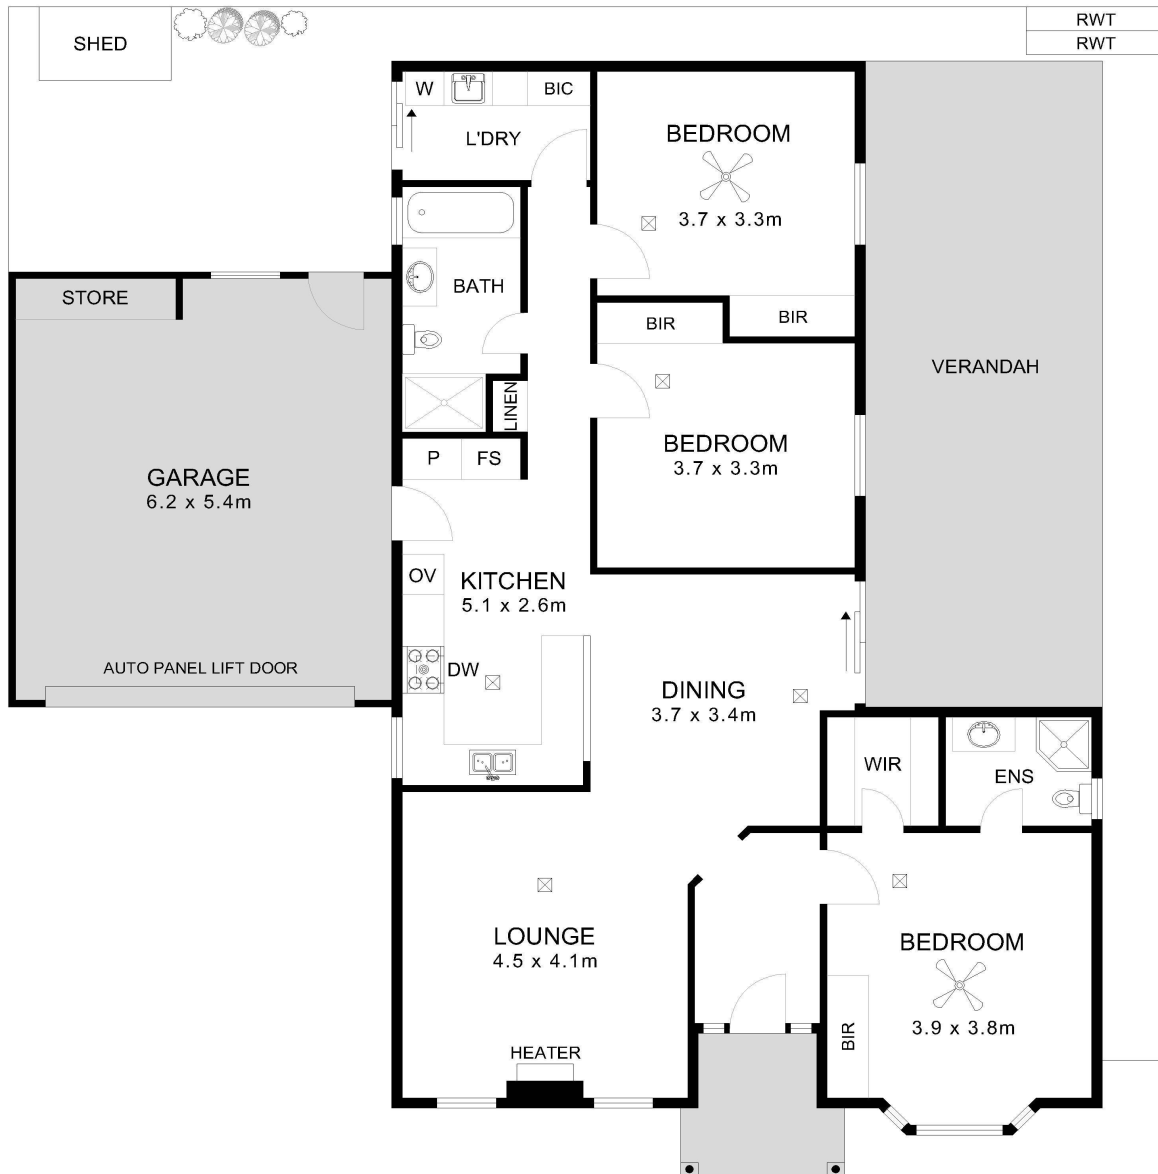 SHED
RWT
RWT
W
BIC
L'DRY
BEDROOM
3.7 x 3.3m
BATH
STORE
BIR
BIR
VERANDAH
LINEN
BEDROOM
3.7 x 3.3m
P
FS
GARAGE
6.2 x 5.4m
OV
KITCHEN
5.1 x 2.6m
AUTO PANEL LIFT DOOR
DW
DINING
3.7 x 3.4m
WIR
ENS
LOUNGE
4.5 x 4.1m
BEDROOM
3.9 x 3.8m
BIR
HEATER